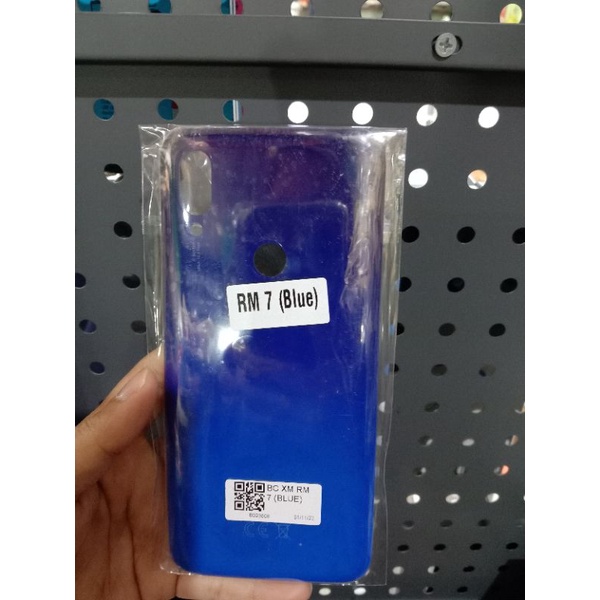 RM 7 (Blue)
BC XM RM
7 (BLUE)